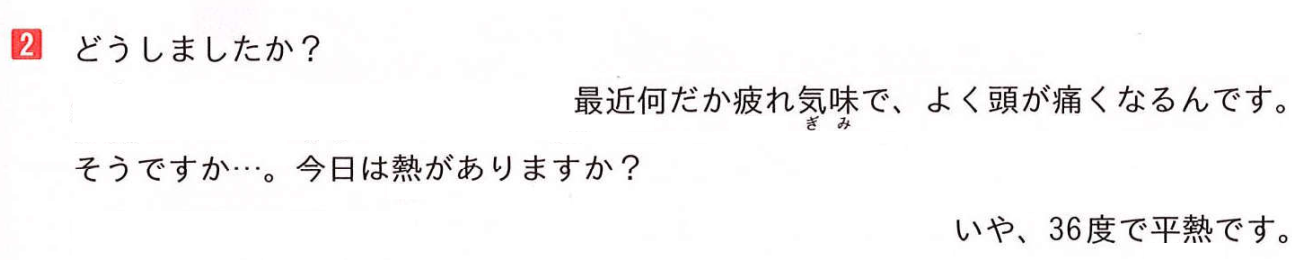 2 どうしましたか？
最近何だか疲れ気味で、よく頭が痛くなるんです。
ぎ み
そうですか…。今日は熱がありますか？
いや、36度で平熱です。